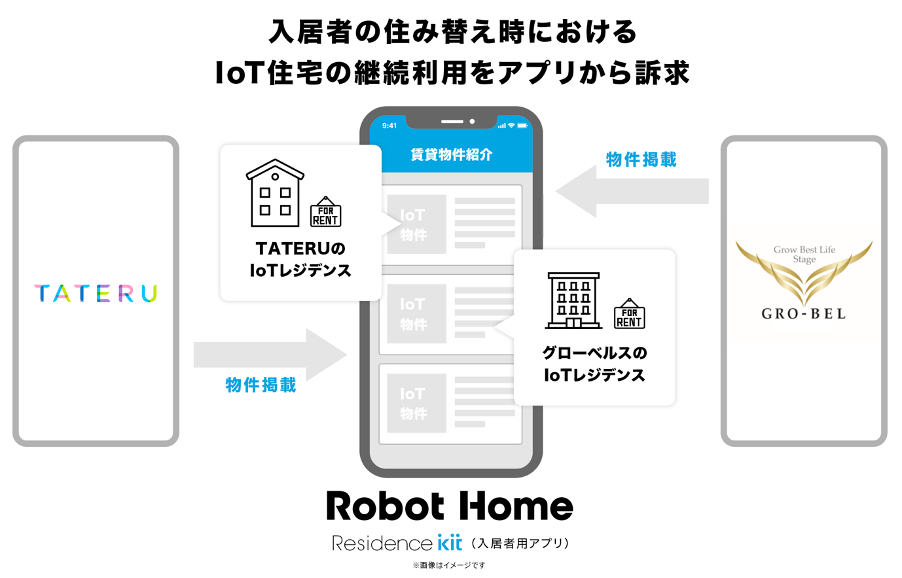 入居者の住み替え時における
IoT住宅の継続利用をアプリから訴求
9:41
賃貸物件紹介
物件掲載
FOR
RENT
TATERUの
IoTレジデンス
IoT
物件
TATERU
Grow Best Life
Stage
GRO-BEL
IoT
物件
FOR
RENT
グローベルスの
IoTレジデンス
物件掲載
IoT
物件
Robot Home
Residence kit (入居者用アプリ)
※画像はイメージです